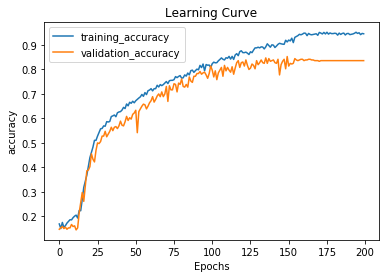 Learning Curve
training_accuracy
validation_accuracy
accuracy
0.9
0.8
0.7
0.6
0.5
0.4
0.3
0.2
0 25 50 75 100 125 150 175 200
Epochs